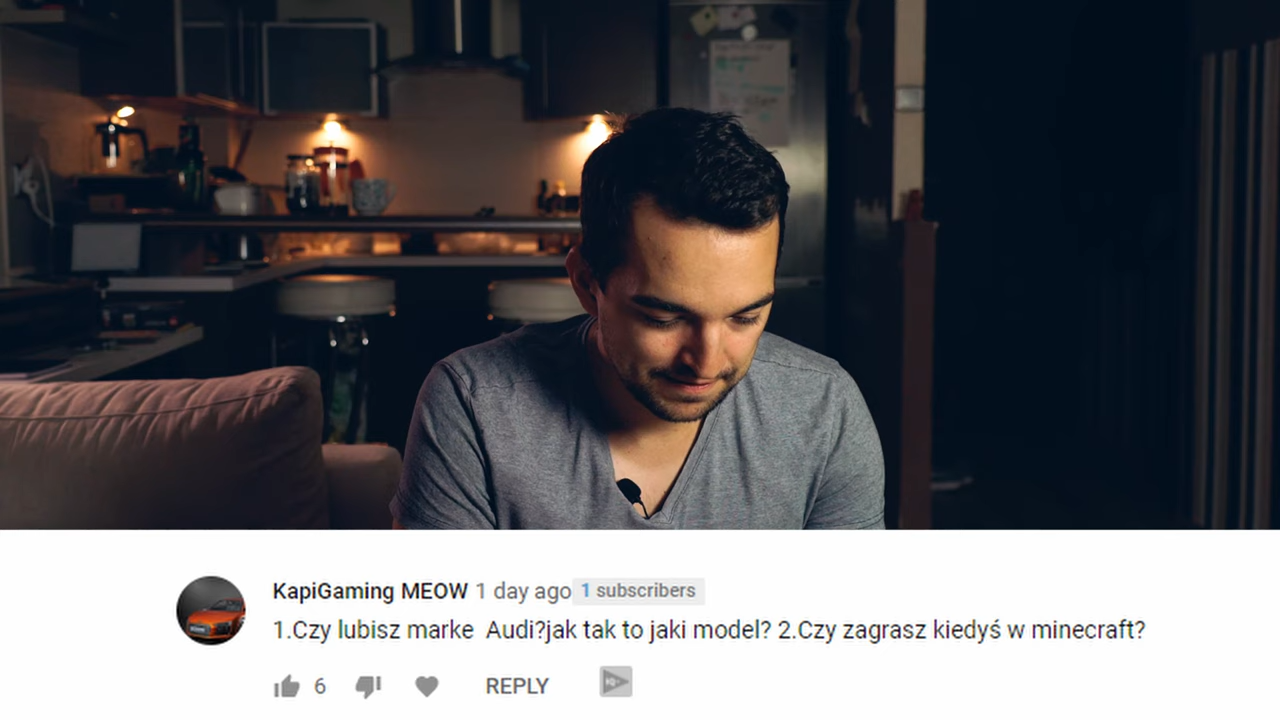 KapiGaming MEOW 1 day ago 1 subscribers
1.Czy lubisz marke Audi?jak tak to jaki model? 2.Czy zagrasz kiedyś w minecraft?
6 REPLY